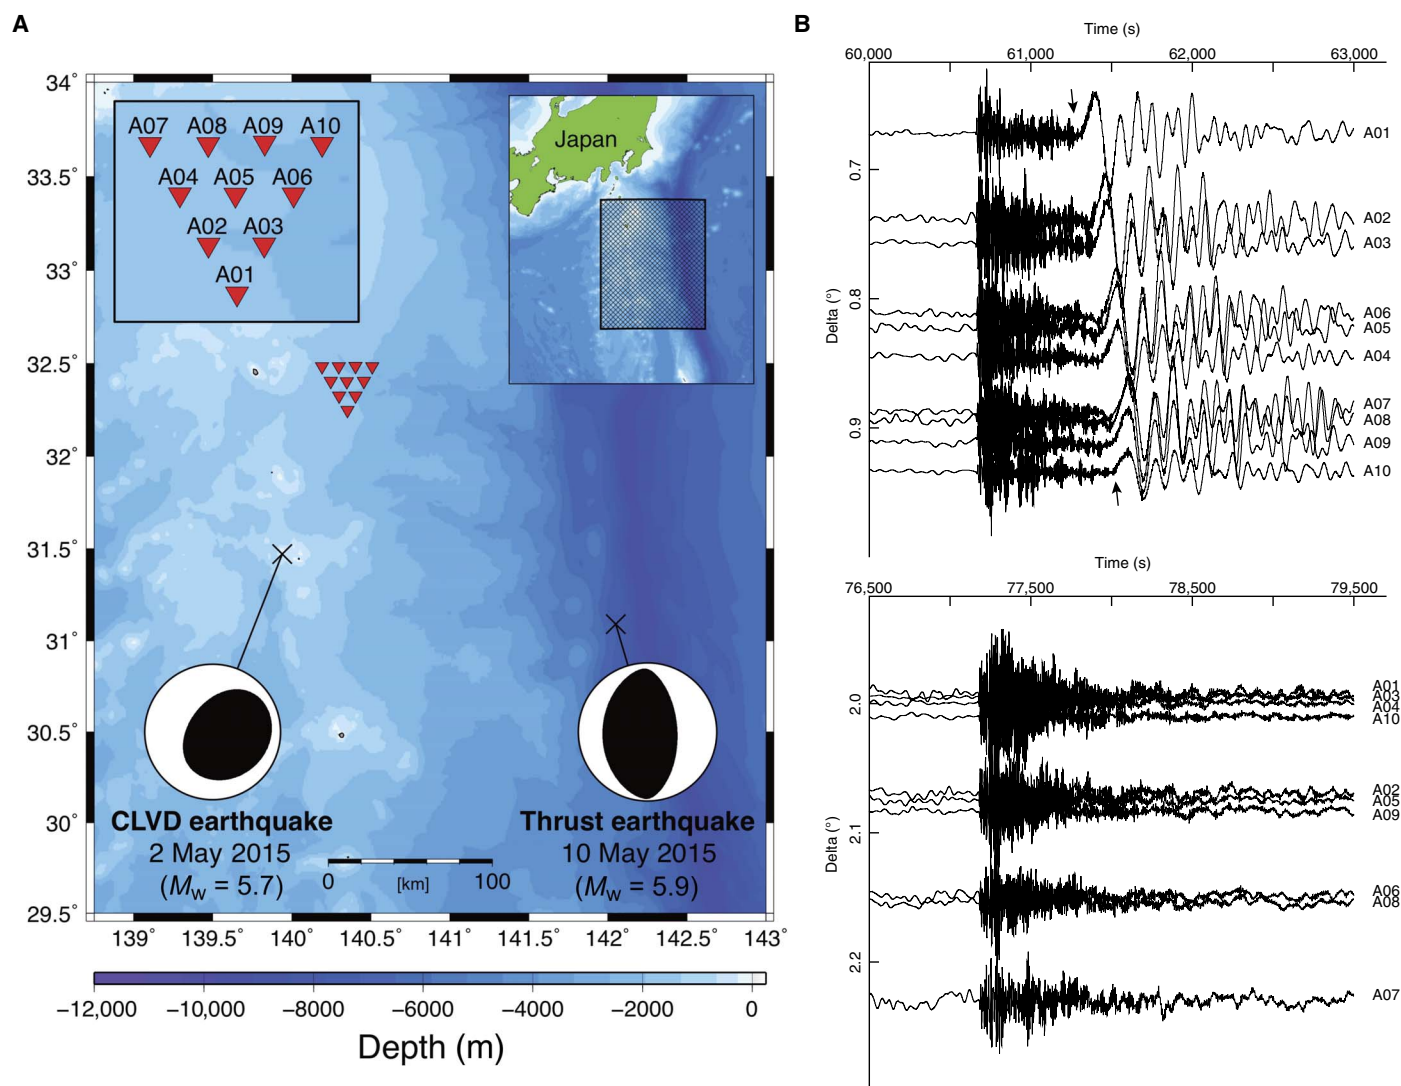 A
34˚
33.5˚
33˚
32.5˚
32˚
31.5˚
31˚
30.5˚
30˚
29.5˚
A07 A08 A09 A10
A04 A05 A06
A02 A03
A01
Japan
CLVD earthquake
2 May 2015
(Mw = 5.7)
Thrust earthquake
10 May 2015
(Mw = 5.9)
0 [km] 100
139˚ 139.5˚ 140˚ 140.5˚ 141˚ 141.5˚ 142˚ 142.5˚ 143˚
−12,000 −10,000 −8000 −6000 −4000 −2000 0
Depth (m)
B
Time (s)
60,000 61,000 62,000 63,000
Delta (°)
0.7
0.8
0.9
A01
A02
A03
A06
A05
A04
A07
A08
A09
A10
Time (s)
76,500 77,500 78,500 79,500
Delta (°)
2.0
2.1
2.2
A01
A03
A04
A10
A02
A05
A09
A06
A08
A07